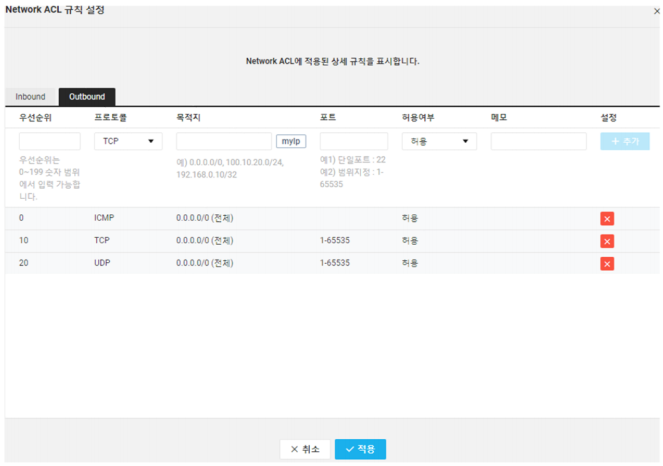 Network ACL 규칙 설정
×
Network ACL에 적용된 상세 규칙을 표시합니다.
Inbound Outbound
우선순위 프로토콜 목적지 포트 허용여부 메모 설정
TCP myIp 허용 + 추가
우선순위는
0~199 숫자 범위
에서 입력 가능합
니다.
예) 0.0.0.0/0, 100.10.20.0/24,
192.168.0.10/32
예1) 단일포트 : 22
예2) 범위지정 : 1-
65535
0 ICMP 0.0.0.0/0 (전체) 허용 ×
10 TCP 0.0.0.0/0 (전체) 1-65535 허용 ×
20 UDP 0.0.0.0/0 (전체) 1-65535 허용 ×
× 취소 ✓ 적용